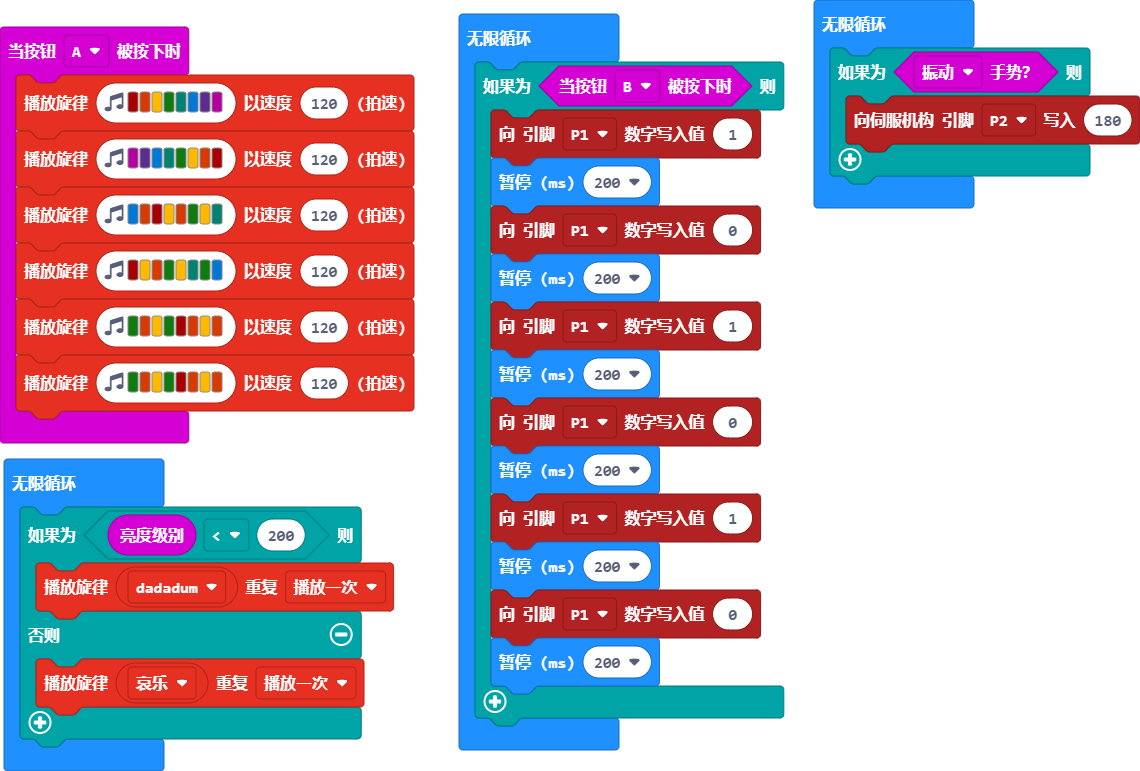 当按钮 A 被按下时
播放旋律 以速度 120 (拍速)
播放旋律 以速度 120 (拍速)
播放旋律 以速度 120 (拍速)
播放旋律 以速度 120 (拍速)
播放旋律 以速度 120 (拍速)
播放旋律 以速度 120 (拍速)
无限循环
如果为 亮度级别 < 200 则
播放旋律 dadadum 重复 播放一次
否则
播放旋律 哀乐 重复 播放一次
无限循环
如果为 当按钮 B 被按下时 则
向 引脚 P1 数字写入值 1
暂停 (ms) 200
向 引脚 P1 数字写入值 0
暂停 (ms) 200
向 引脚 P1 数字写入值 1
暂停 (ms) 200
向 引脚 P1 数字写入值 0
暂停 (ms) 200
向 引脚 P1 数字写入值 1
暂停 (ms) 200
向 引脚 P1 数字写入值 0
暂停 (ms) 200
无限循环
如果为 振动 手势? 则
向伺服机构 引脚 P2 写入 180